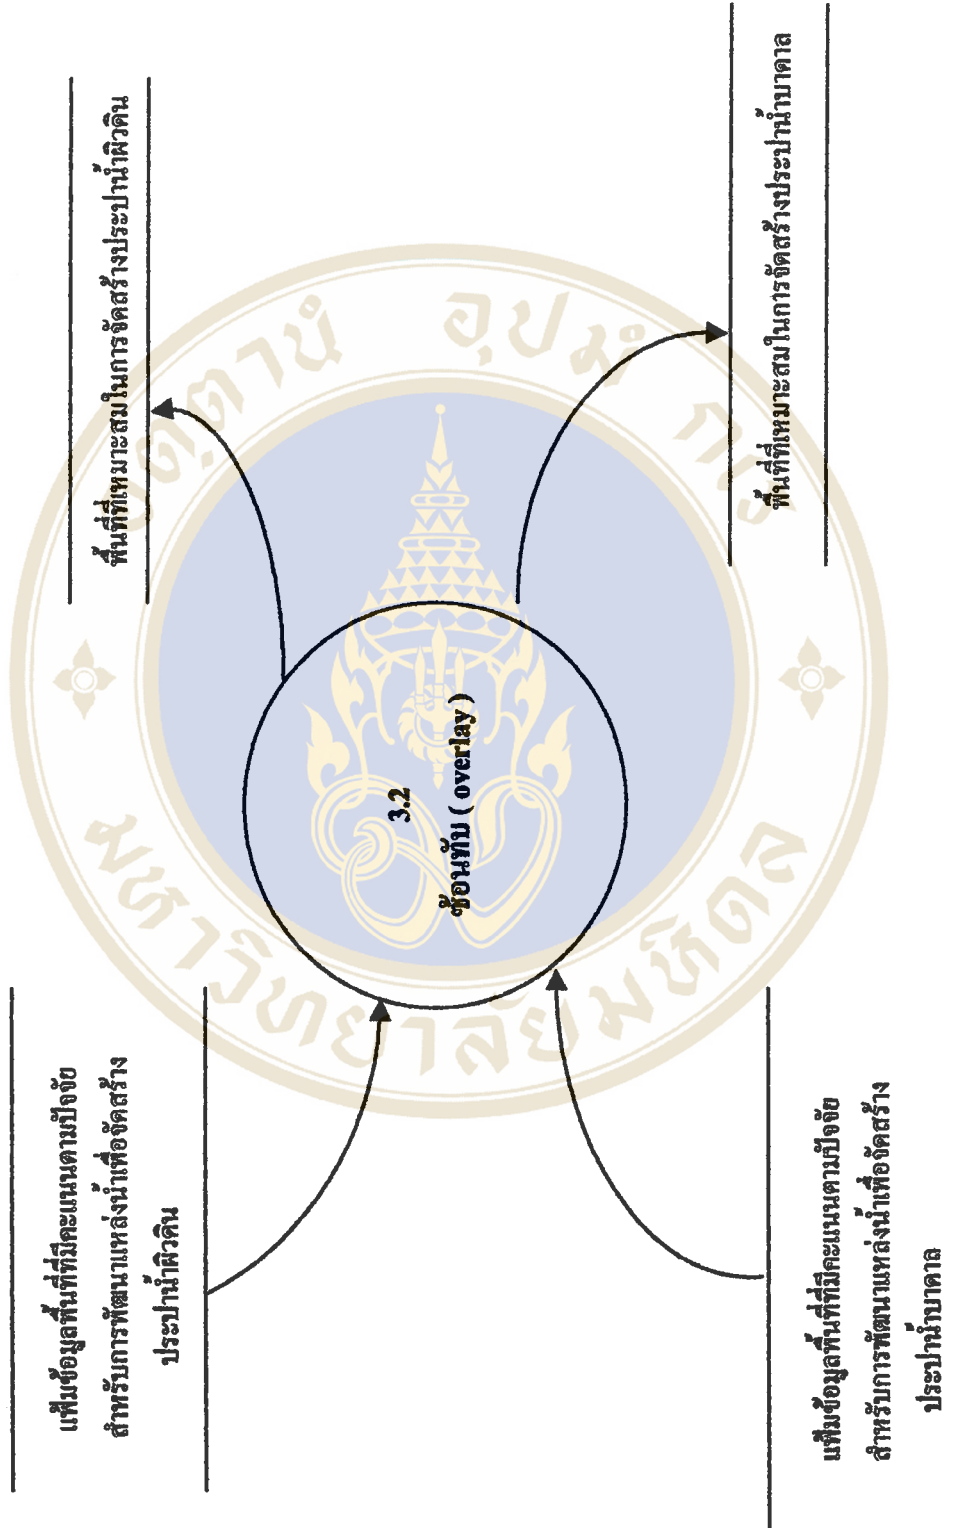 แฟ้มข้อมูลพื้นที่ที่มีคะแนนตามปัจจัย
สำหรับการพัฒนาแหล่งน้ำเพื่อจัดสร้าง
ประปาน้ำผิวดิน
พื้นที่ที่เหมาะสมในการจัดสร้างประปาน้ำผิวดิน
3.2
ซ้อนทับ ( overlay )
แฟ้มข้อมูลพื้นที่ที่มีคะแนนตามปัจจัย
สำหรับการพัฒนาแหล่งน้ำเพื่อจัดสร้าง
ประปาน้ำบาดาล
พื้นที่ที่เหมาะสมในการจัดสร้างประปาน้ำบาดาล
อตฺตานํ อุปมํ กเร
มหาวิทยาลัยมหิดล